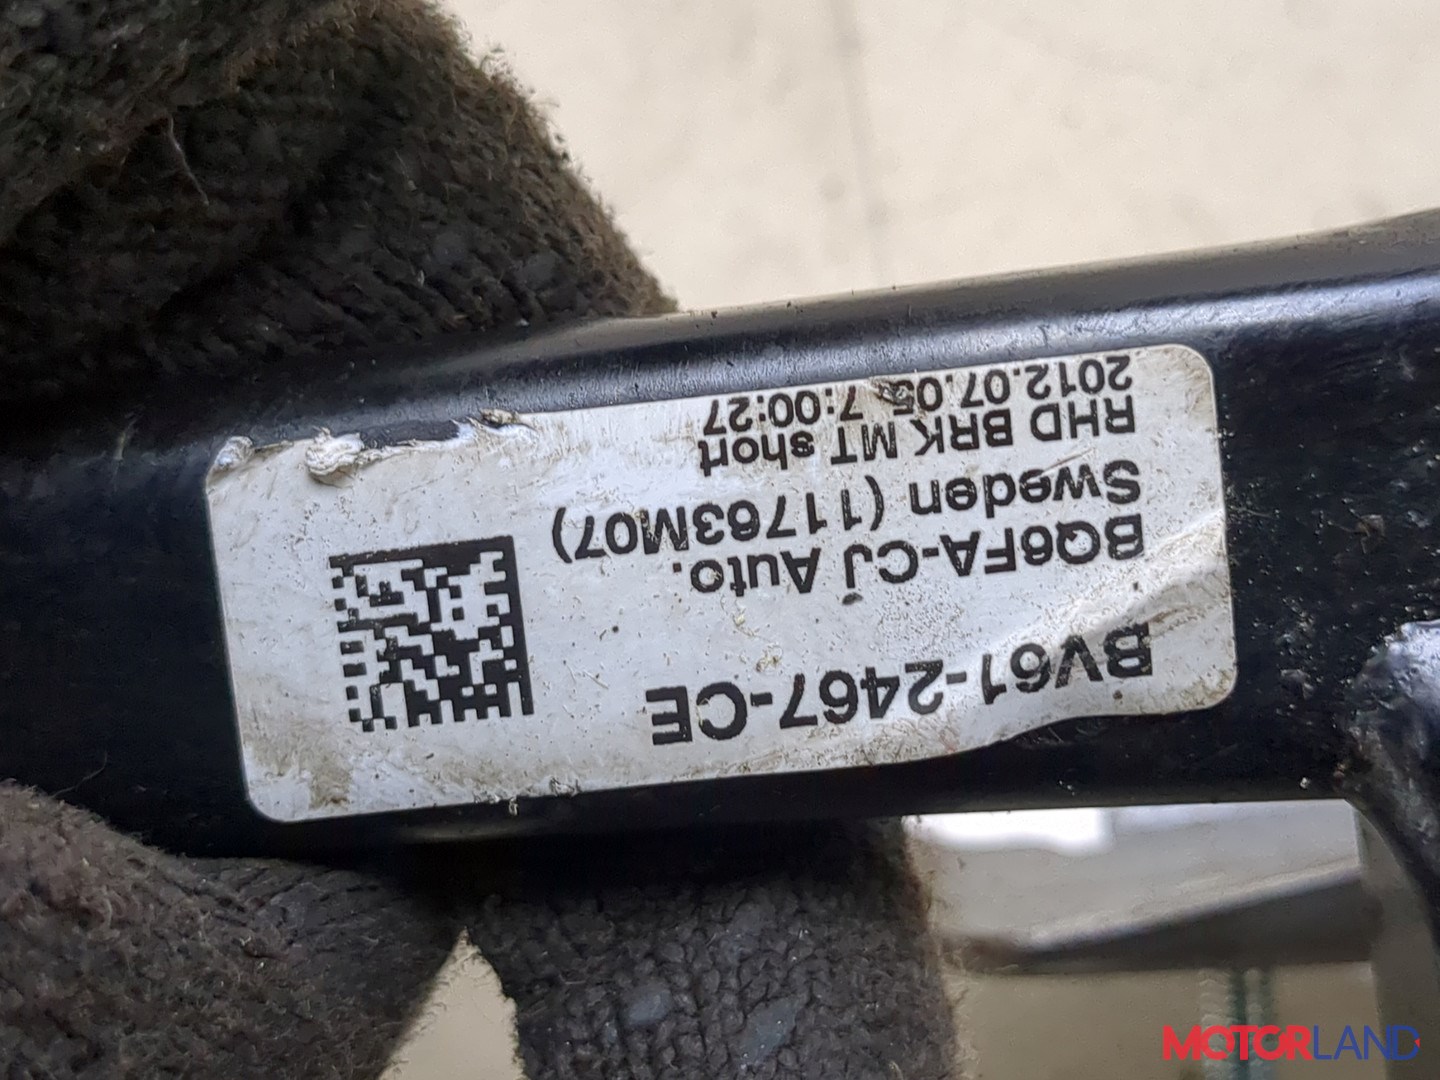 BV61-2467-CE
BQ6FA-CJ Auto.
Sweden (11763M07)
RHD BRK MT short
2012.07.05 7:00:27
MOTORLAND